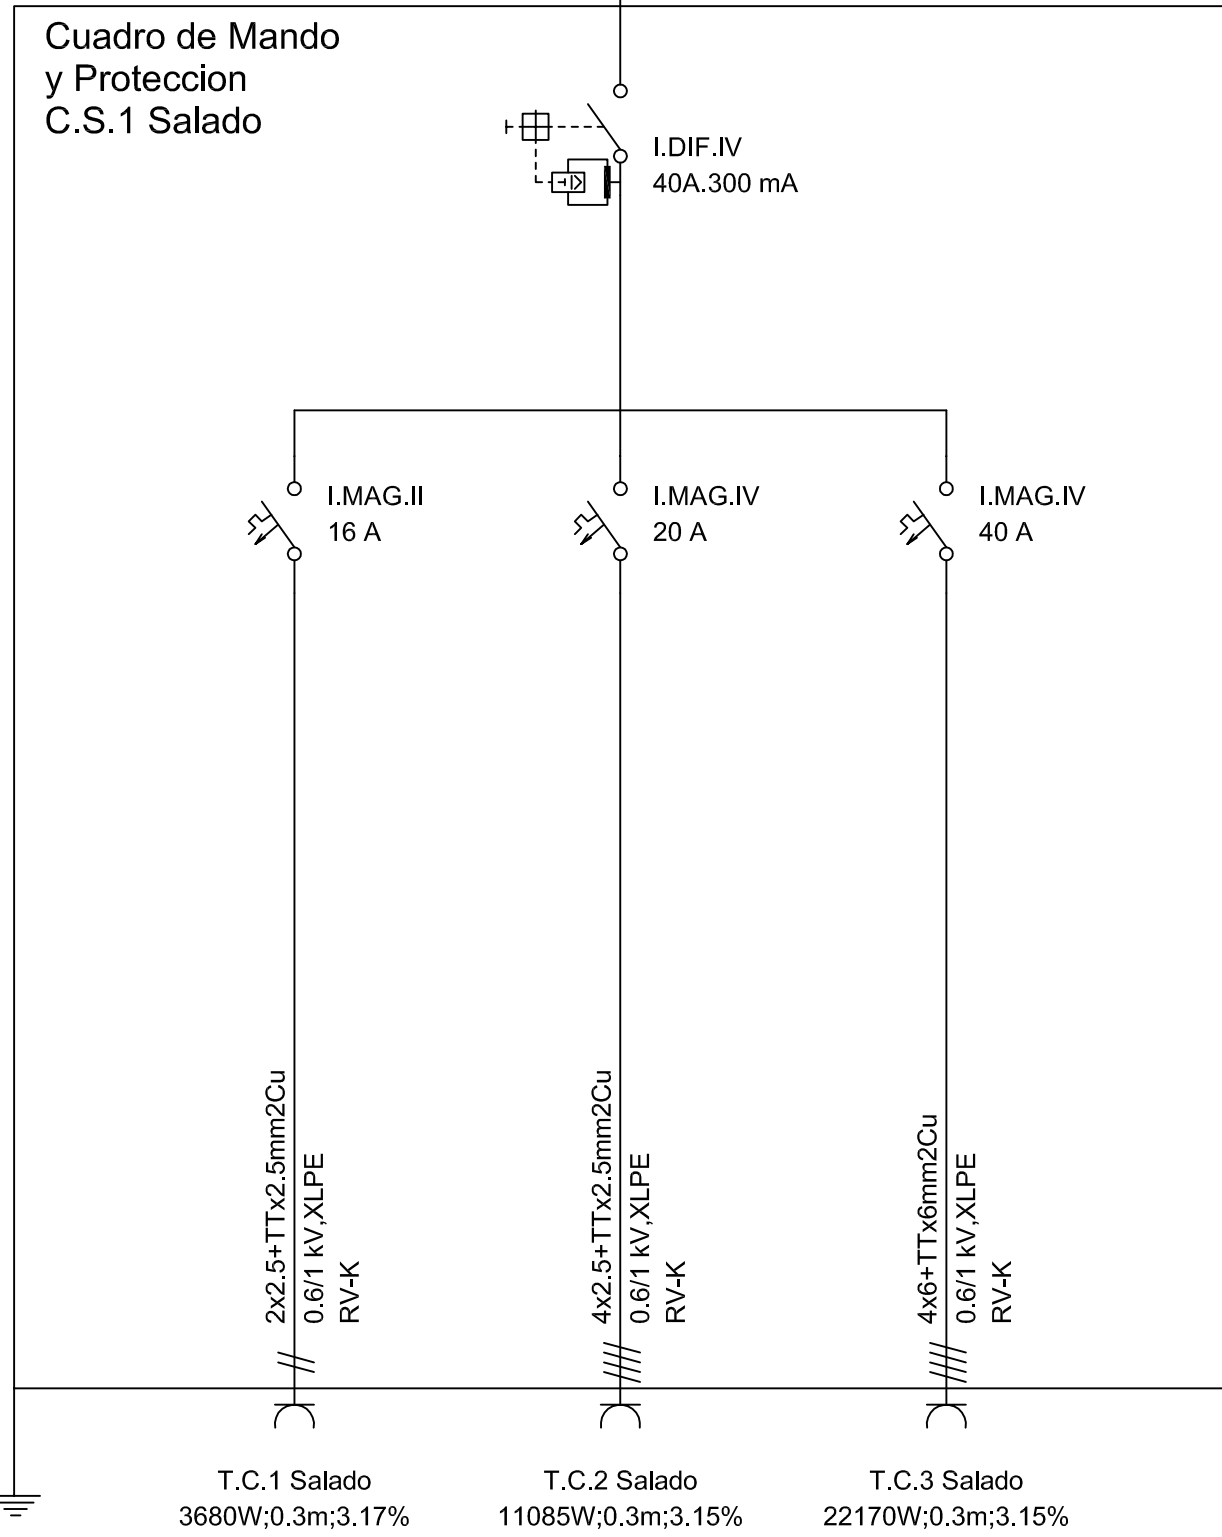 Cuadro de Mando
y Proteccion
C.S.1 Salado
I.DIF.IV
40A.300 mA
I.MAG.II
16 A
I.MAG.IV
20 A
I.MAG.IV
40 A
2x2.5+TTx2.5mm2Cu
0.6/1 kV,XLPE
RV-K
4x2.5+TTx2.5mm2Cu
0.6/1 kV,XLPE
RV-K
4x6+TTx6mm2Cu
0.6/1 kV,XLPE
RV-K
T.C.1 Salado
3680W;0.3m;3.17%
T.C.2 Salado
11085W;0.3m;3.15%
T.C.3 Salado
22170W;0.3m;3.15%